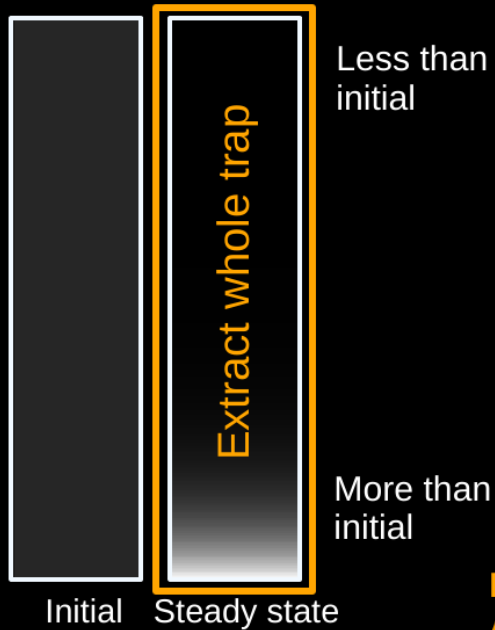 Less than
initial
Extract whole trap
More than
initial
Initial
Steady state